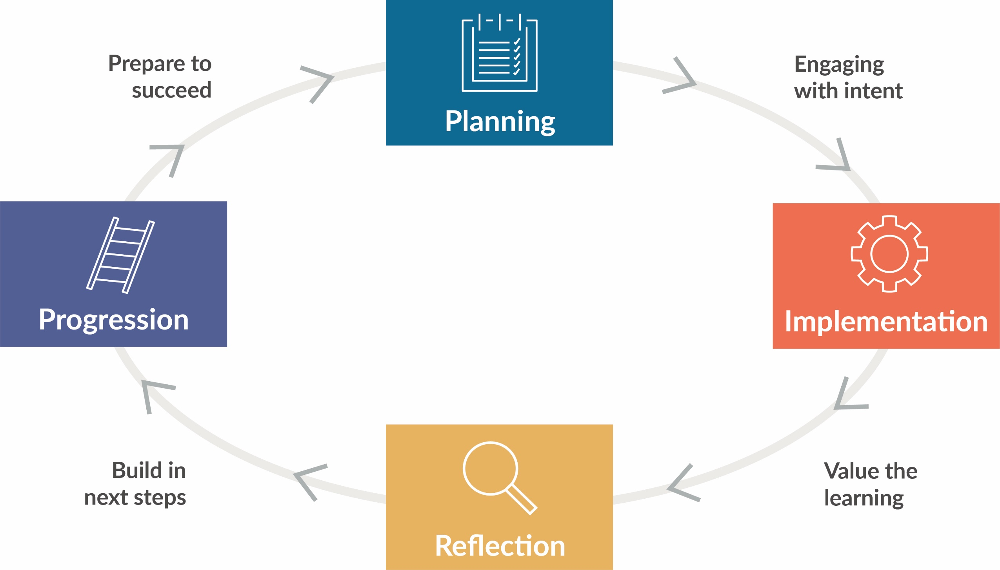 Planning
Prepare to
succeed
Engaging
with intent
Progression
Implementation
Build in
next steps
Value the
learning
Reflection